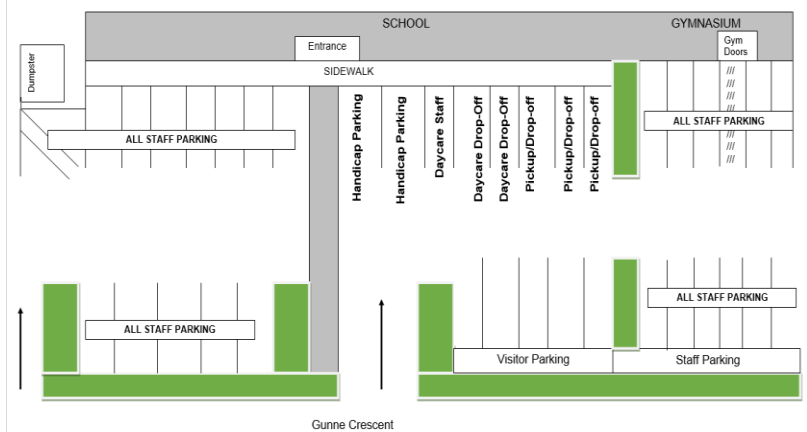 SCHOOL
GYMNASIUM
Entrance
Gym
Doors
Dumpster
SIDEWALK
ALL STAFF PARKING
Handicap Parking
Handicap Parking
Daycare Staff
Daycare Drop-Off
Daycare Drop-Off
Pickup/Drop-off
Pickup/Drop-off
Pickup/Drop-off
///
///
///
///
///
///
///
///
ALL STAFF PARKING
ALL STAFF PARKING
ALL STAFF PARKING
Visitor Parking
Staff Parking
Gunne Crescent